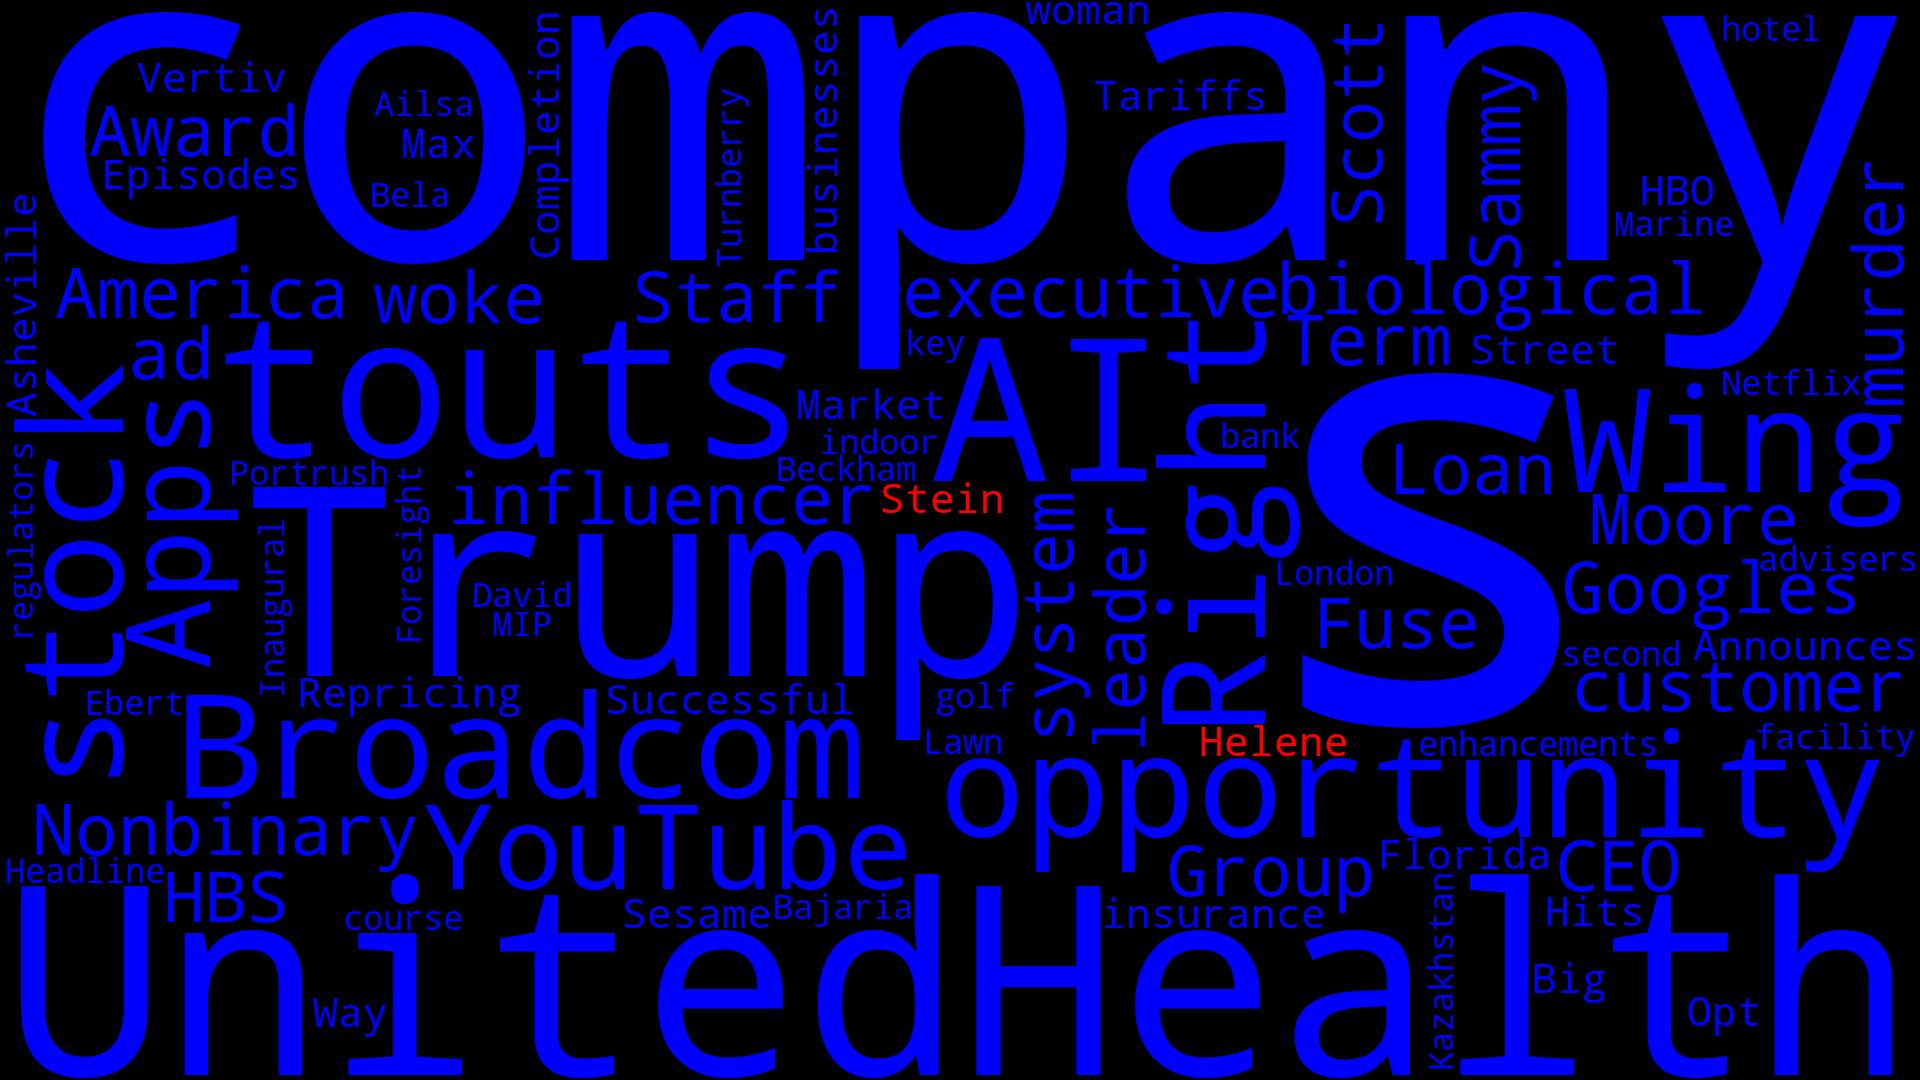 company
woman
hotel
Vertiv
Award
Episodes
Ailsa
Max
Bela
Completion
Turnberry
businesses
Tariffs
Scott
Sammy
HBO
Marine
murder
Asheville
America
woke
Staff
executive
biological
ad
touts
key
AI
Right
Term
Street
Netflix
stock
Apps
Market
indoor
Beckham
bank
S
Loan
Wing
regulators
Portrush
Foresight
influencer
Stein
system
leader
Moore
Inaugural
Trump
David
MIP
London
Fuse
advisers
Googles
second
Announces
customer
Ebert
Repricing
Successful
golf
Broadcom
Lawn
Helene
enhancements
facility
opportunity
Nonbinary
YouTube
Group
Florida
CEO
Headline
HBS
course
Sesame
Bajaria
insurance
Kazakhstan
Hits
UnitedHealth
Way
Big
Opt